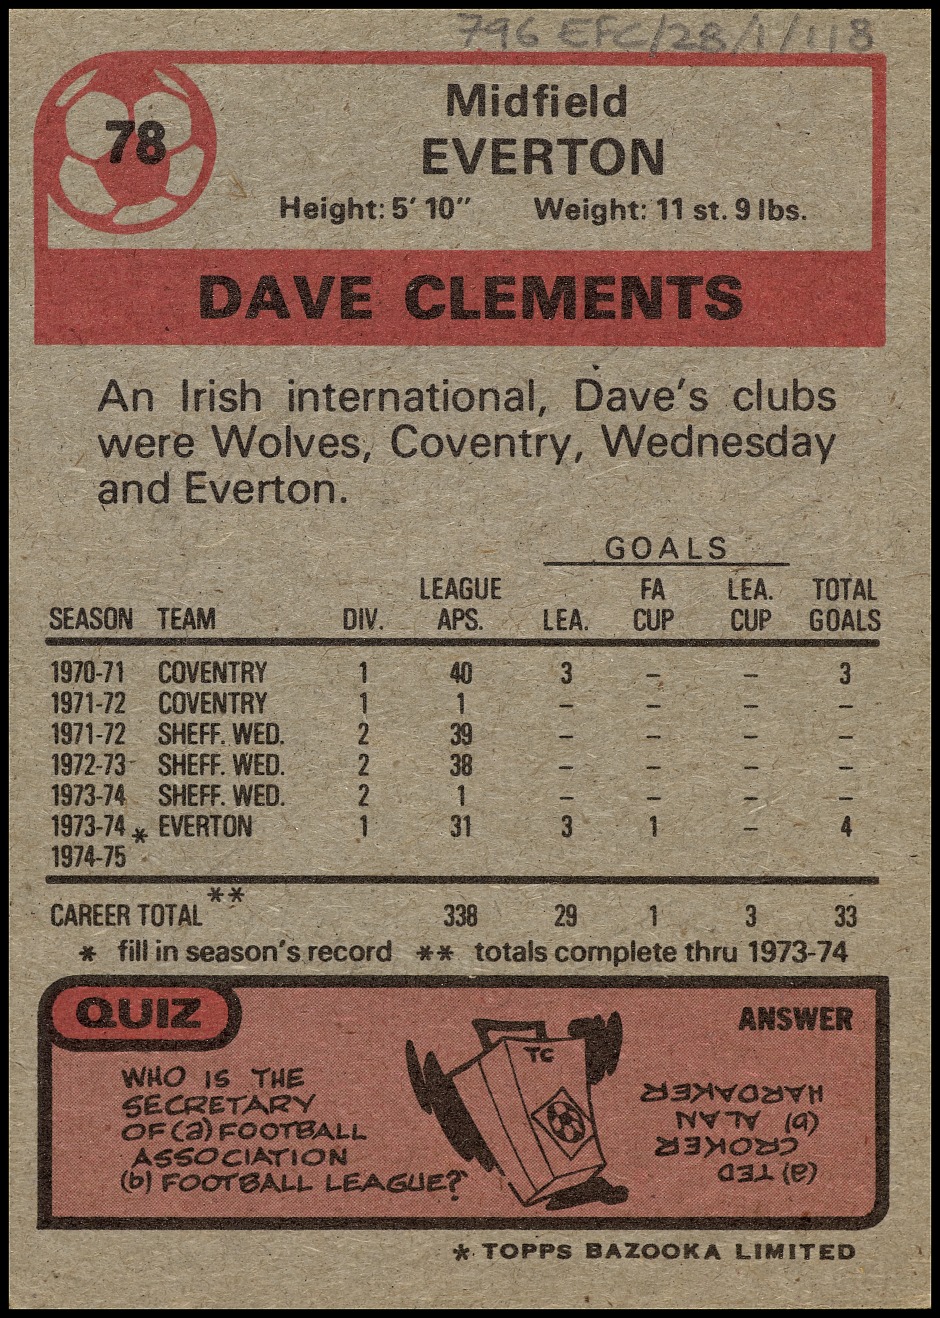 796 EFC/28/1/118
78
Midfield
EVERTON
Height: 5' 10" Weight: 11 st. 9 lbs.
DAVE CLEMENTS
An Irish international, Dave's clubs
were Wolves, Coventry, Wednesday
and Everton.
GOALS
LEAGUE FA LEA. TOTAL
SEASON TEAM DIV. APS. LEA. CUP CUP GOALS
1970-71 COVENTRY 1 40 3 – – 3
1971-72 COVENTRY 1 1 – – – –
1971-72 SHEFF. WED. 2 39 – – – –
1972-73 SHEFF. WED. 2 38 – – – –
1973-74 SHEFF. WED. 2 1 – – – –
1973-74 EVERTON 1 31 3 1 – 4
1974-75 *
CAREER TOTAL ** 338 29 1 3 33
* fill in season's record ** totals complete thru 1973-74
QUIZ
WHO IS THE
SECRETARY
OF (a) FOOTBALL
ASSOCIATION
(b) FOOTBALL LEAGUE?
TC
ANSWER
(a) TED
CROKER
(b) ALAN
HARDAKER
* TOPPS BAZOOKA LIMITED